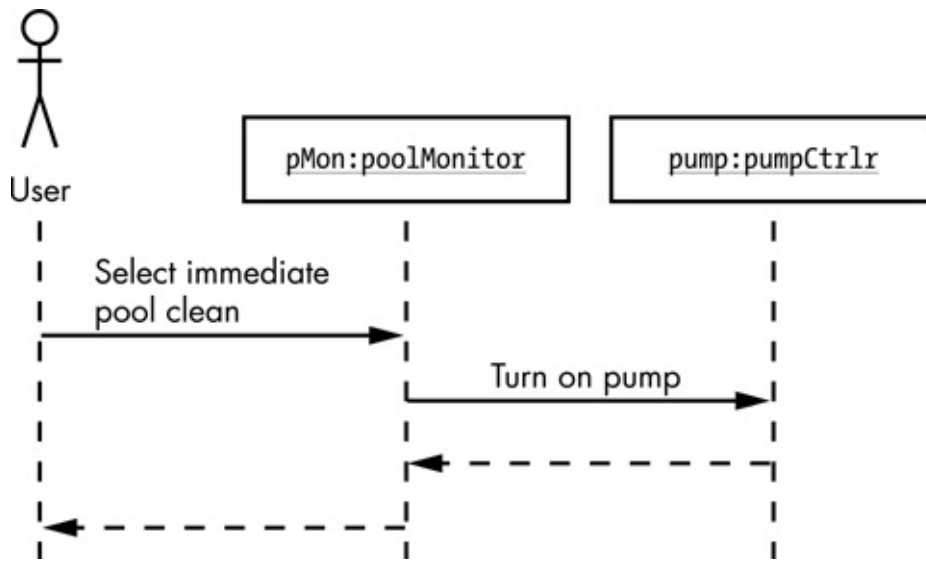 User
pMon:poolMonitor
pump:pumpCtrlr
Select immediate
pool clean
Turn on pump